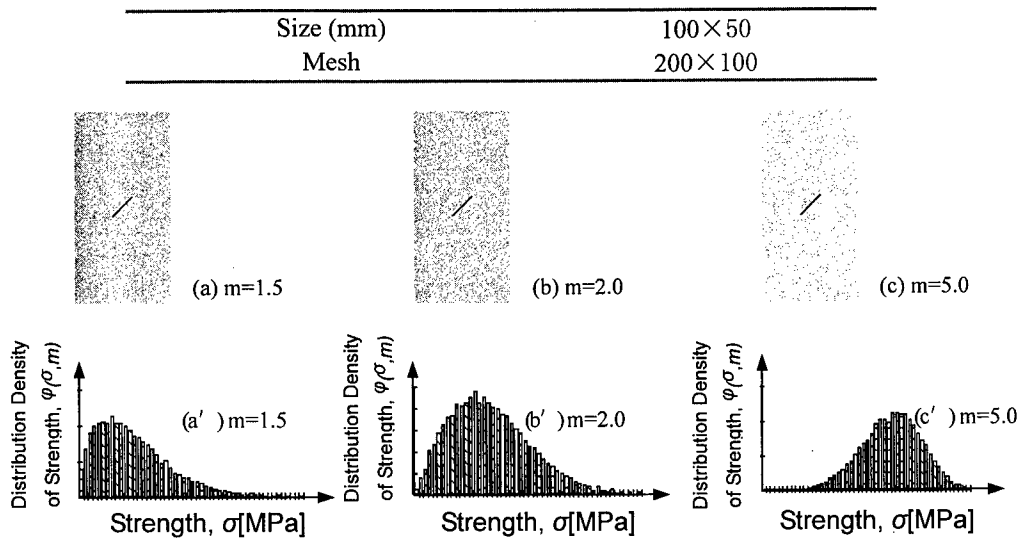 Size (mm) 100×50
Mesh 200×100
(a) m=1.5
(b) m=2.0
(c) m=5.0
Distribution Density
of Strength, φ(σ,m)
(a′ ) m=1.5
Strength, σ[MPa]
Distribution Density
of Strength, φ(σ,m)
(b′ ) m=2.0
Strength, σ[MPa]
Distribution Density
of Strength, φ(σ,m)
(c′ ) m=5.0
Strength, σ[MPa]